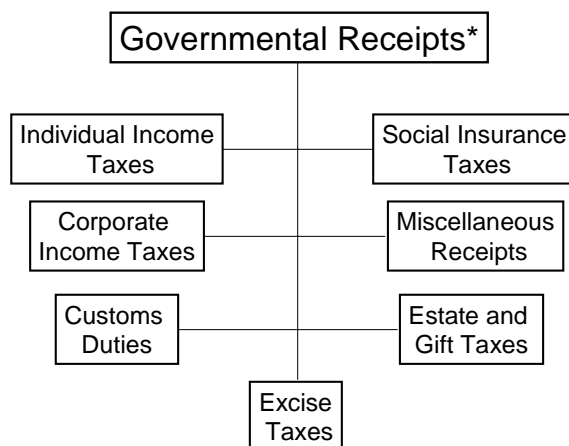 Governmental Receipts*
Individual Income
Taxes
Social Insurance
Taxes
Corporate
Income Taxes
Miscellaneous
Receipts
Customs
Duties
Estate and
Gift Taxes
Excise
Taxes